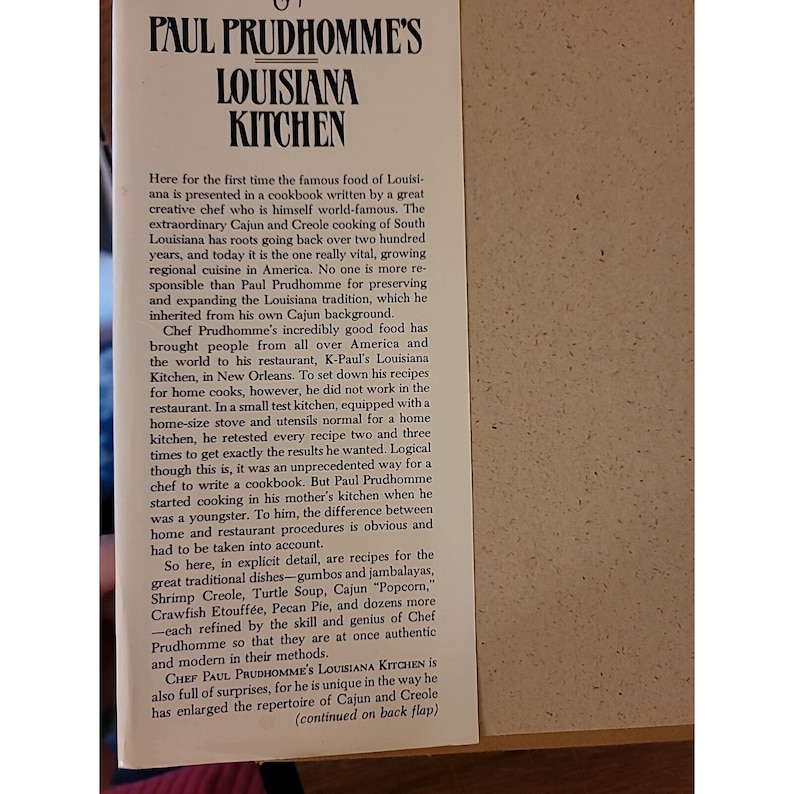 PAUL PRUDHOMME'S
LOUISIANA
KITCHEN
Here for the first time the famous food of Louisi-
ana is presented in a cookbook written by a great
creative chef who is himself world-famous. The
extraordinary Cajun and Creole cooking of South
Louisiana has roots going back over two hundred
years, and today it is the one really vital, growing
regional cuisine in America. No one is more re-
sponsible than Paul Prudhomme for preserving
and expanding the Louisiana tradition, which he
inherited from his own Cajun background.
Chef Prudhomme's incredibly good food has
brought people from all over America and
the world to his restaurant, K-Paul's Louisiana
Kitchen, in New Orleans. To set down his recipes
for home cooks, however, he did not work in the
restaurant. In a small test kitchen, equipped with a
home-size stove and utensils normal for a home
kitchen, he retested every recipe two and three
times to get exactly the results he wanted. Logical
though this is, it was an unprecedented way for a
chef to write a cookbook. But Paul Prudhomme
started cooking in his mother's kitchen when he
was a youngster. To him, the difference between
home and restaurant procedures is obvious and
had to be taken into account.
So here, in explicit detail, are recipes for the
great traditional dishes—gumbos and jambalayas,
Shrimp Creole, Turtle Soup, Cajun "Popcorn,"
Crawfish Etouffée, Pecan Pie, and dozens more
—each refined by the skill and genius of Chef
Prudhomme so that they are at once authentic
and modern in their methods.
CHEF PAUL PRUDHOMME'S LOUISIANA KITCHEN is
also full of surprises, for he is unique in the way he
has enlarged the repertoire of Cajun and Creole
(continued on back flap)